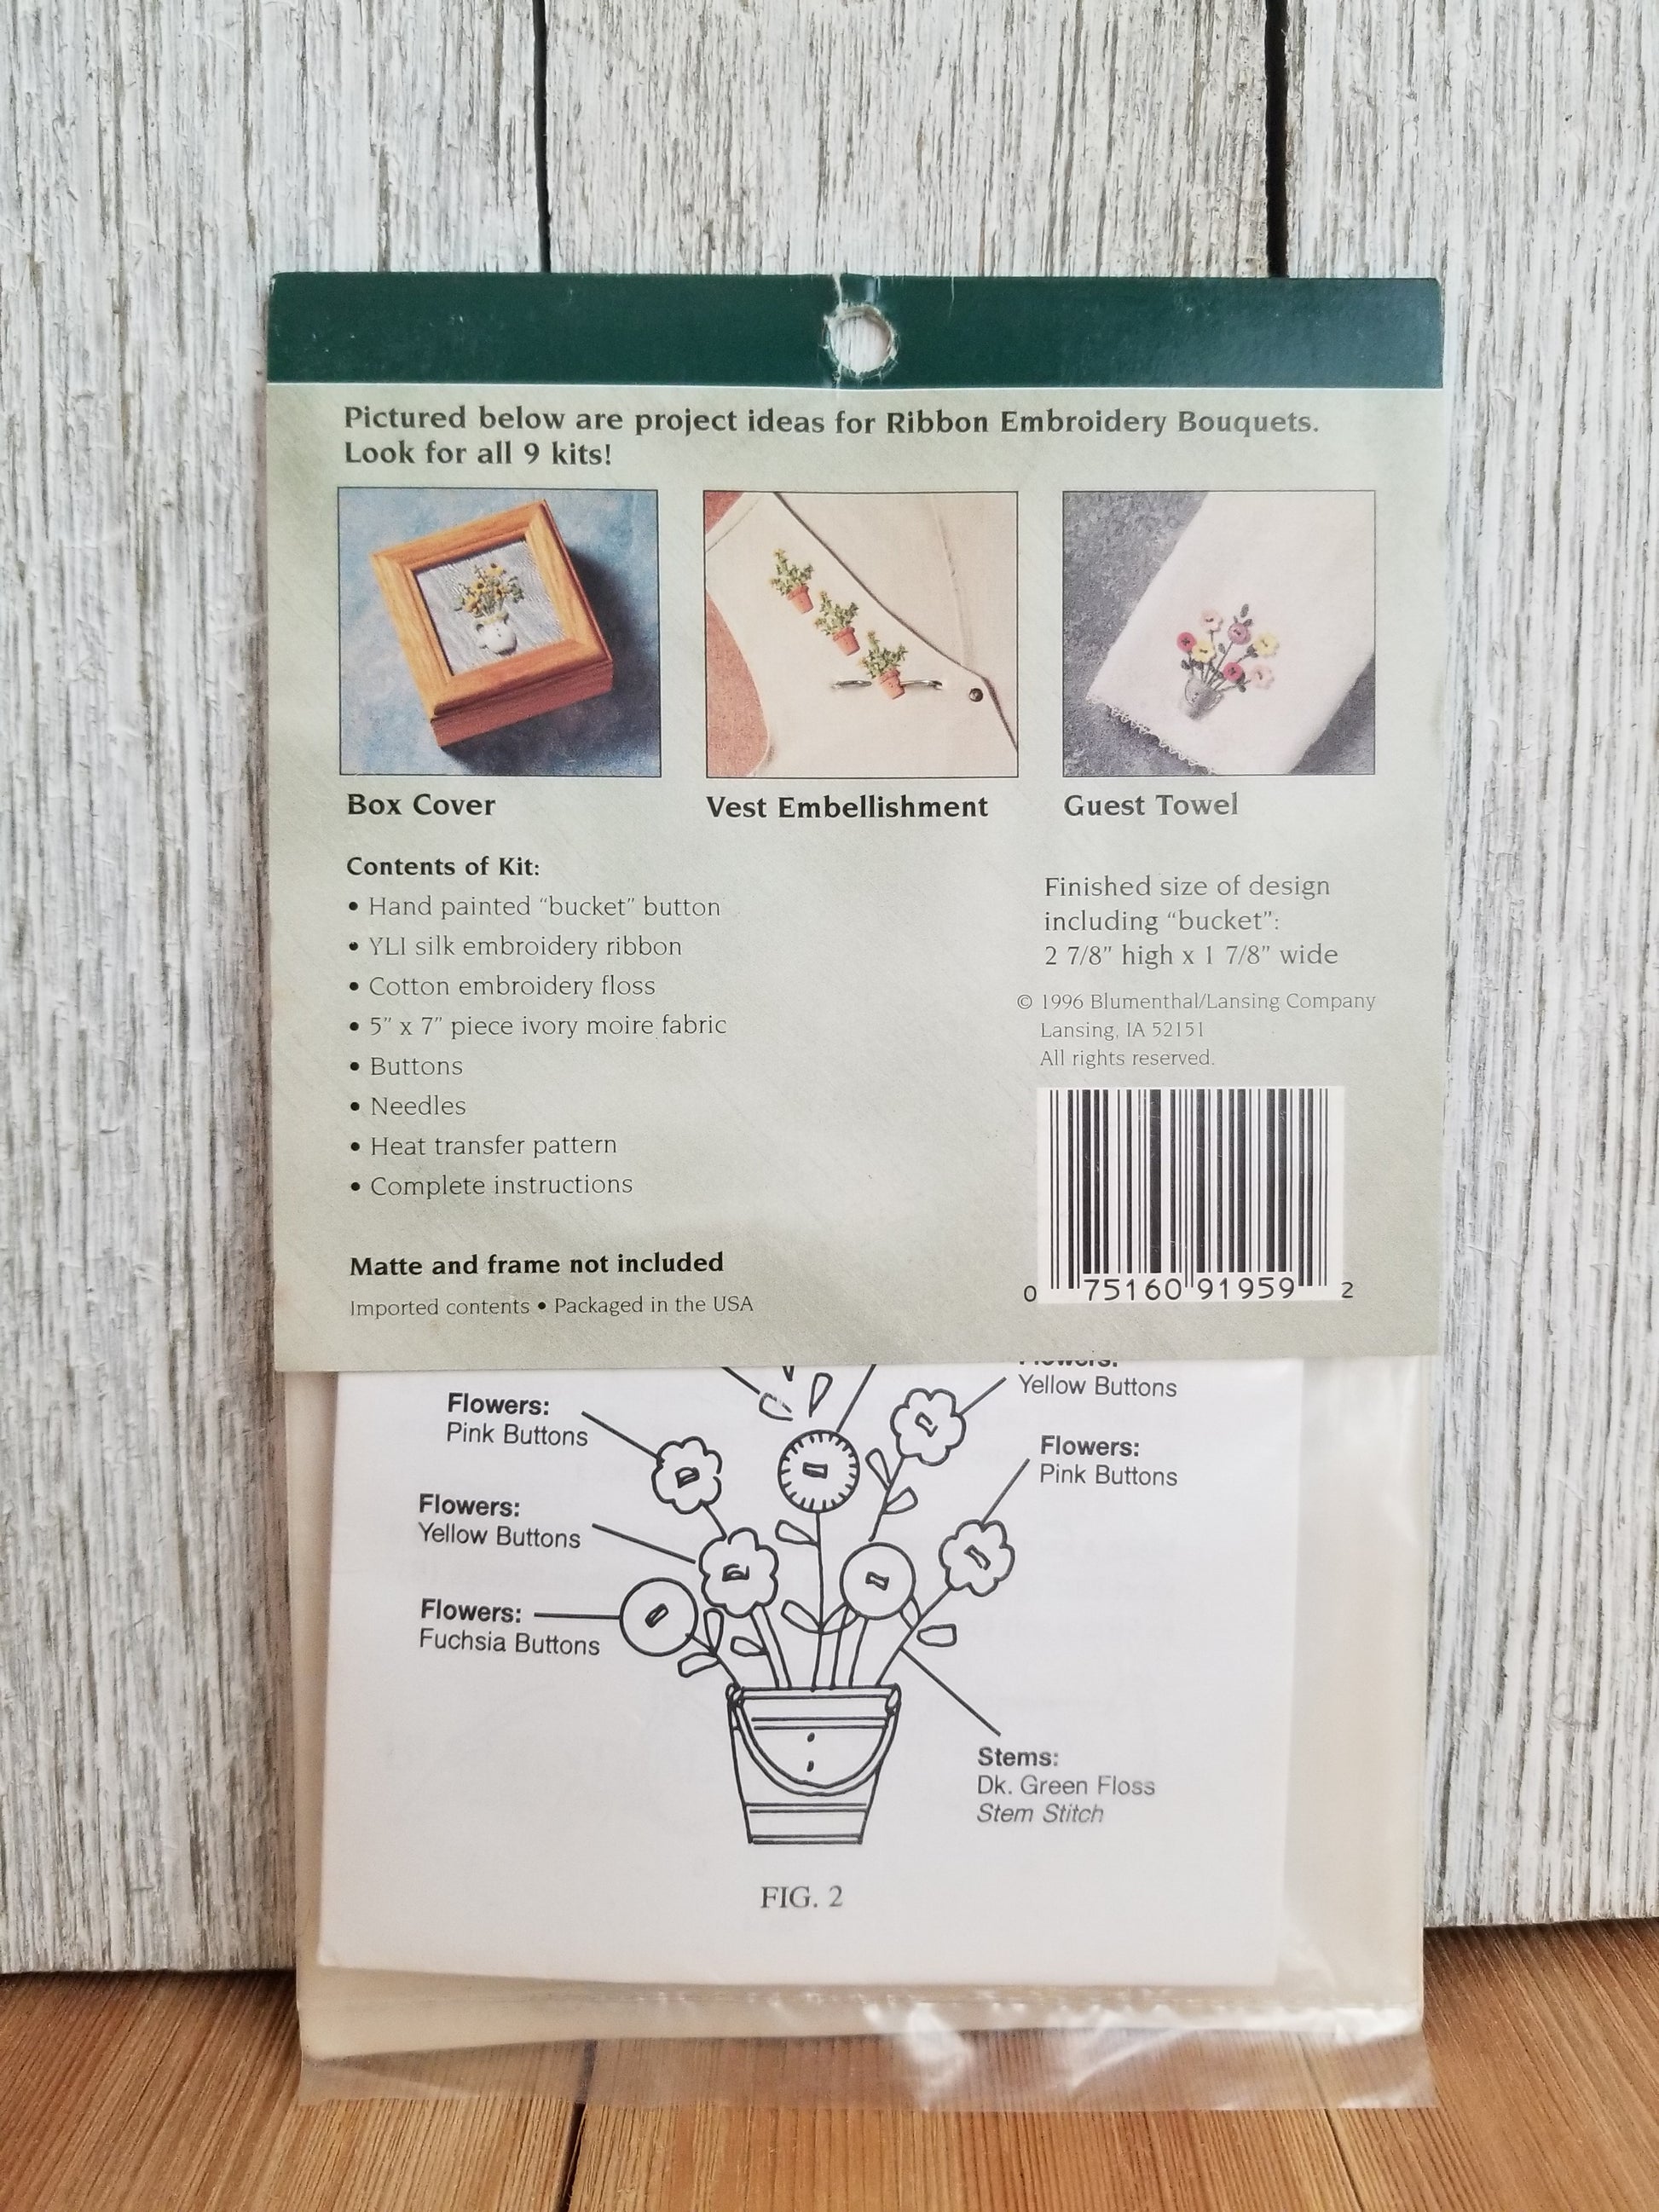 Pictured below are project ideas for Ribbon Embroidery Bouquets.
Look for all 9 kits!
Box Cover
Vest Embellishment
Guest Towel
Contents of Kit:
• Hand painted “bucket” button
• YLI silk embroidery ribbon
• Cotton embroidery floss
• 5” x 7” piece ivory moire fabric
• Buttons
• Needles
• Heat transfer pattern
• Complete instructions
Matte and frame not included
Imported contents • Packaged in the USA
Finished size of design
including “bucket”:
2 7/8” high x 1 7/8” wide
© 1996 Blumenthal/Lansing Company
Lansing, IA 52151
All rights reserved.
0 75160 91959 2
Flowers:
Pink Buttons
Flowers:
Yellow Buttons
Flowers:
Fuchsia Buttons
Flowers:
Yellow Buttons
Flowers:
Pink Buttons
Stems:
Dk. Green Floss
Stem Stitch
FIG. 2